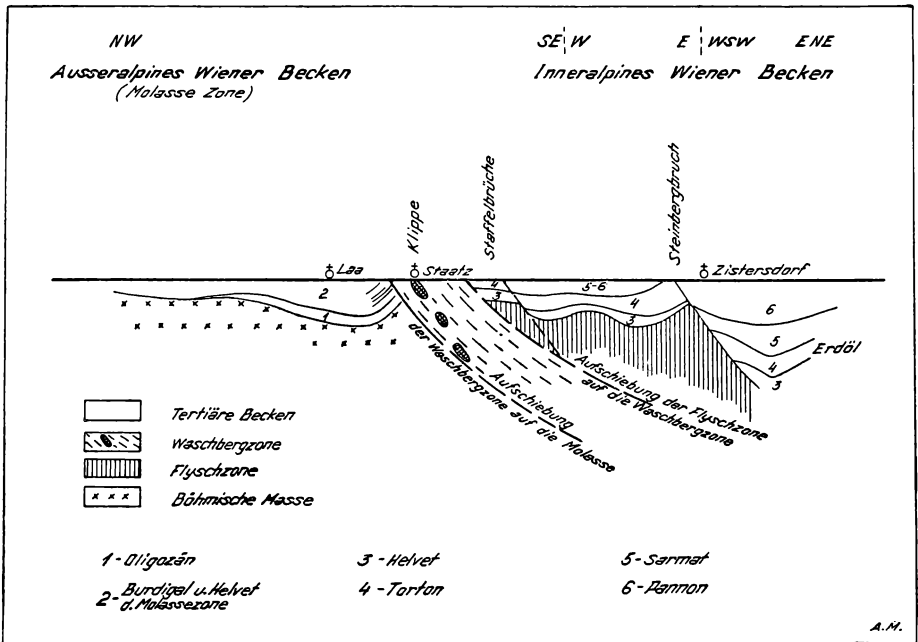 NW SE W E WSW ENE
Ausseralpines Wiener Becken
(Molasse Zone)
Inneralpines Wiener Becken
Klippe
Staffelbrüche
Steinbergbruch
Laa
Staatz
Zistersdorf
2
1
4
3
5-6
4
3
6
5
4
3
Erdöl
Aufschiebung
der Waschbergzone auf die Molasse
Aufschiebung der Flyschzone
auf die Waschbergzone
Tertiäre Becken
Waschbergzone
Flyschzone
Böhmische Masse
1 - Oligozän
2 - Burdigal u. Helvet
d. Molassezone
3 - Helvet
4 - Torton
5 - Sarmat
6 - Pannon
A.M.